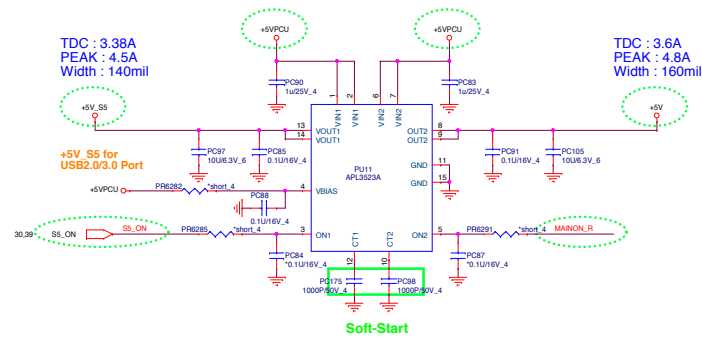 +5VPCU
+5VPCU
TDC : 3.38A
PEAK : 4.5A
Width : 140mil
TDC : 3.6A
PEAK : 4.8A
Width : 160mil
PC90
1u/25V_4
PC83
1u/25V_4
1
2
6
7
VIN1
VIN1
VIN2
VIN2
+5V_S5
+5V
13
14
VOUT1
VOUT1
OUT2
OUT2
8
9
PC97
10U/6.3V_6
PC85
0.1U/16V_4
PU11
APL3523A
PC91
0.1U/16V_4
PC105
10U/6.3V_6
+5V_S5 for
USB2.0/3.0 Port
GND
GND
11
15
+5VPCU
PR6282
*short_4
4
VBIAS
PC88
0.1U/16V_4
30,39
S5_ON
S5_ON
PR6285
*short_4
3
ON1
ON2
5
PR6291
*short_4
MAINON_R
CT1
CT2
PC84
*0.1U/16V_4
12
10
PC87
*0.1U/16V_4
PC175
1000P/50V_4
PC98
1000P/50V_4
Soft-Start